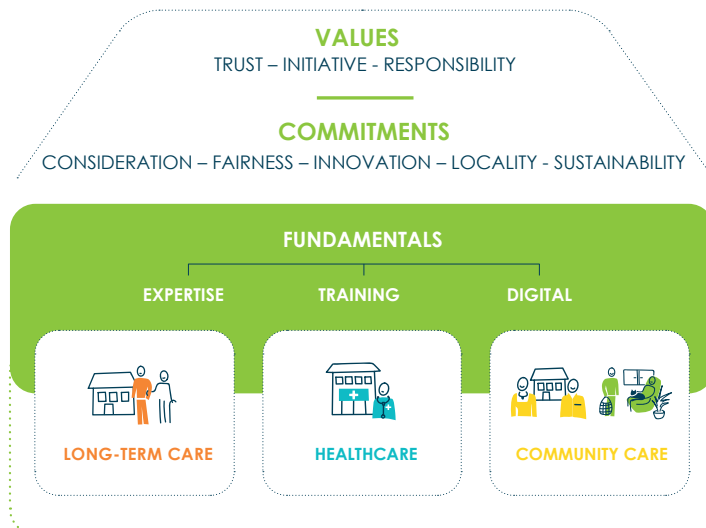 VALUES
TRUST – INITIATIVE - RESPONSIBILITY
COMMITMENTS
CONSIDERATION – FAIRNESS – INNOVATION – LOCALITY - SUSTAINABILITY
FUNDAMENTALS
EXPERTISE TRAINING DIGITAL
LONG-TERM CARE HEALTHCARE COMMUNITY CARE